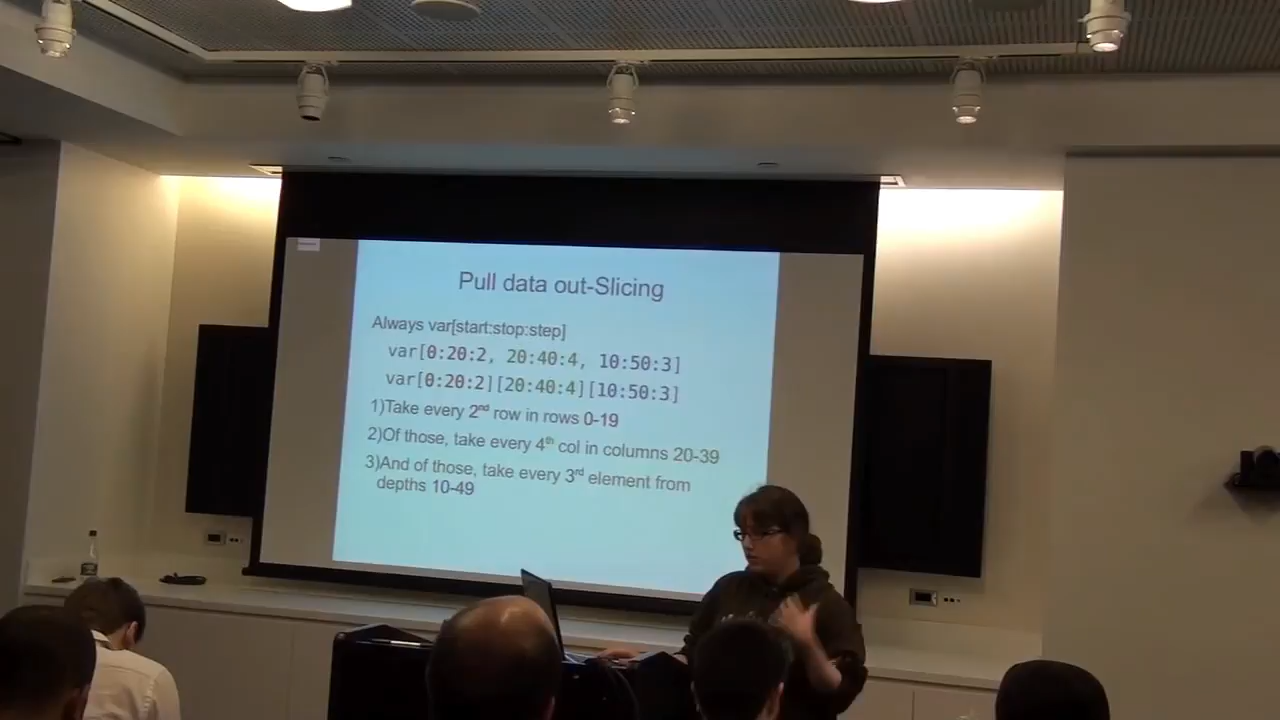 Pull data out-Slicing
Always var[start:stop:step]
var[0:20:2, 20:40:4, 10:50:3]
var[0:20:2][20:40:4][10:50:3]
1)Take every 2nd row in rows 0-19
2)Of those, take every 4th col in columns 20-39
3)And of those, take every 3rd element from
depths 10-49